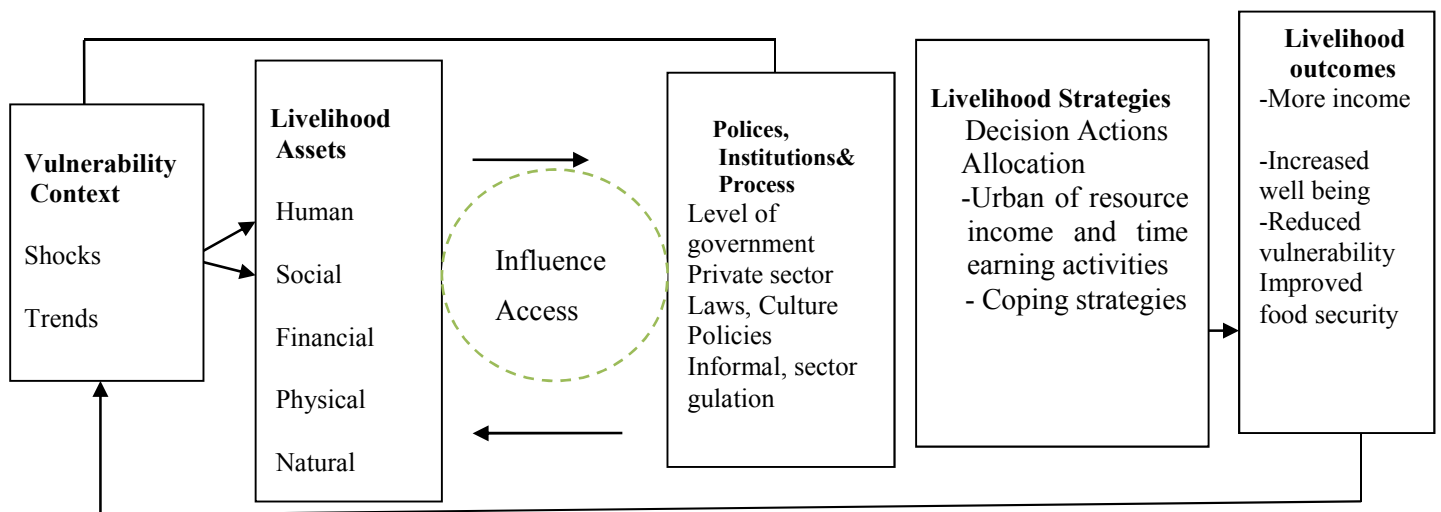 Vulnerability
Context
Shocks
Trends
Livelihood
Assets
Human
Social
Financial
Physical
Natural
Influence
Access
Polices,
Institutions&
Process
Level of
government
Private sector
Laws, Culture
Policies
Informal, sector
gulation
Livelihood Strategies
Decision Actions
Allocation
-Urban of resource
income and time
earning activities
- Coping strategies
Livelihood
outcomes
-More income
-Increased
well being
-Reduced
vulnerability
Improved
food security